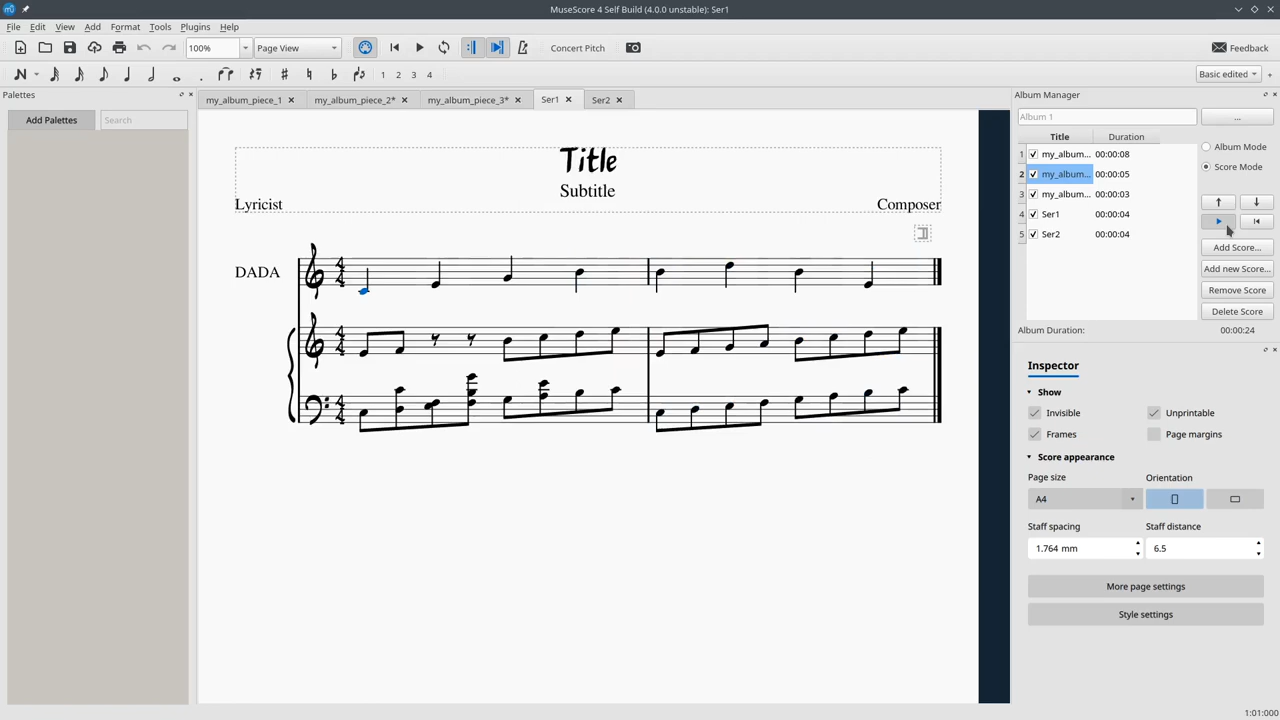 MuseScore 4 Self Build (4.0.0 unstable): Ser1
File Edit View Add Format Tools Plugins Help
100% Page View Concert Pitch Feedback
1 2 3 4 Basic edited
Palettes
Add Palettes Search
my_album_piece_1 my_album_piece_2* my_album_piece_3* Ser1 Ser2
Title
Subtitle
Lyricist Composer
DADA
Album Manager
Album 1 ...
Title Duration
1 my_album... 00:00:08
2 my_album... 00:00:05
3 my_album... 00:00:03
4 Ser1 00:00:04
5 Ser2 00:00:04
Album Mode
Score Mode
Add Score...
Add new Score...
Remove Score
Delete Score
Album Duration: 00:00:24
Inspector
Show
Invisible Unprintable
Frames Page margins
Score appearance
Page size Orientation
A4
Staff spacing Staff distance
1.764 mm 6.5
More page settings
Style settings
1:01:000